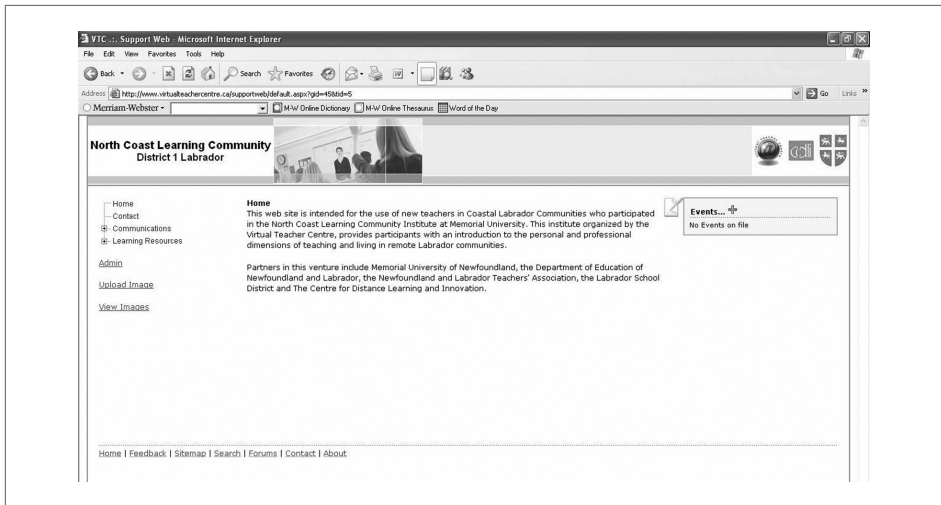 VTC .:. Support Web - Microsoft Internet Explorer
File Edit View Favorites Tools Help
Back Search Favorites
Address http://www.virtualteachercentre.ca/supportweb/default.aspx?gid=45&tid=5 Go Links »
Merriam-Webster M-W Online Dictionary M-W Online Thesaurus Word of the Day
North Coast Learning Community
District 1 Labrador
cdli
Home
Contact
Communications
Learning Resources
Admin
Upload Image
View Images
Home
This web site is intended for the use of new teachers in Coastal Labrador Communities who participated
in the North Coast Learning Community Institute at Memorial University. This institute organized by the
Virtual Teacher Centre, provides participants with an introduction to the personal and professional
dimensions of teaching and living in remote Labrador communities.
Partners in this venture include Memorial University of Newfoundland, the Department of Education of
Newfoundland and Labrador, the Newfoundland and Labrador Teachers' Association, the Labrador School
District and The Centre for Distance Learning and Innovation.
Events...
No Events on file
Home | Feedback | Sitemap | Search | Forums | Contact | About